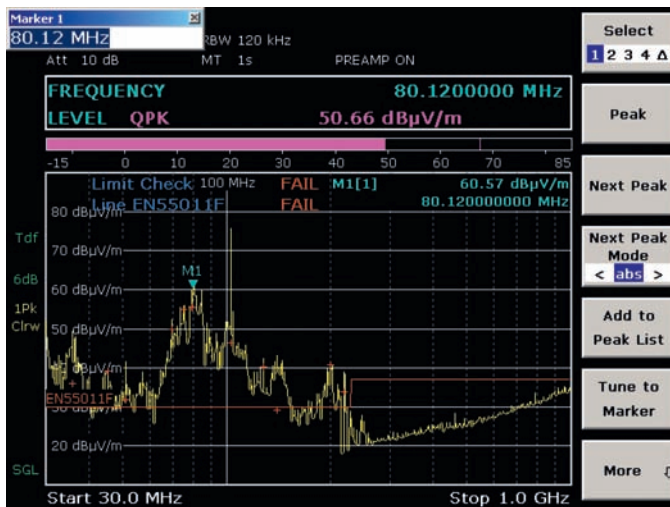 Marker 1
80.12 MHz
RBW 120 kHz
Att 10 dB MT 1s PREAMP ON
FREQUENCY 80.1200000 MHz
LEVEL QPK 50.66 dBµV/m
-15 0 10 20 30 40 50 60 70 85
Limit Check 100 MHz FAIL M1[1] 60.57 dBµV/m
Line EN55011F FAIL 80.120000000 MHz
80 dBµV/m
70 dBµV/m
M1
60 dBµV/m
50 dBµV/m
dBµV/m
EN55011F
dBµV/m
20 dBµV/m
Start 30.0 MHz Stop 1.0 GHz
Tdf
6dB
1Pk
Clrw
SGL
Select
1 2 3 4 Δ
Peak
Next Peak
Next Peak
Mode
< abs >
Add to
Peak List
Tune to
Marker
More